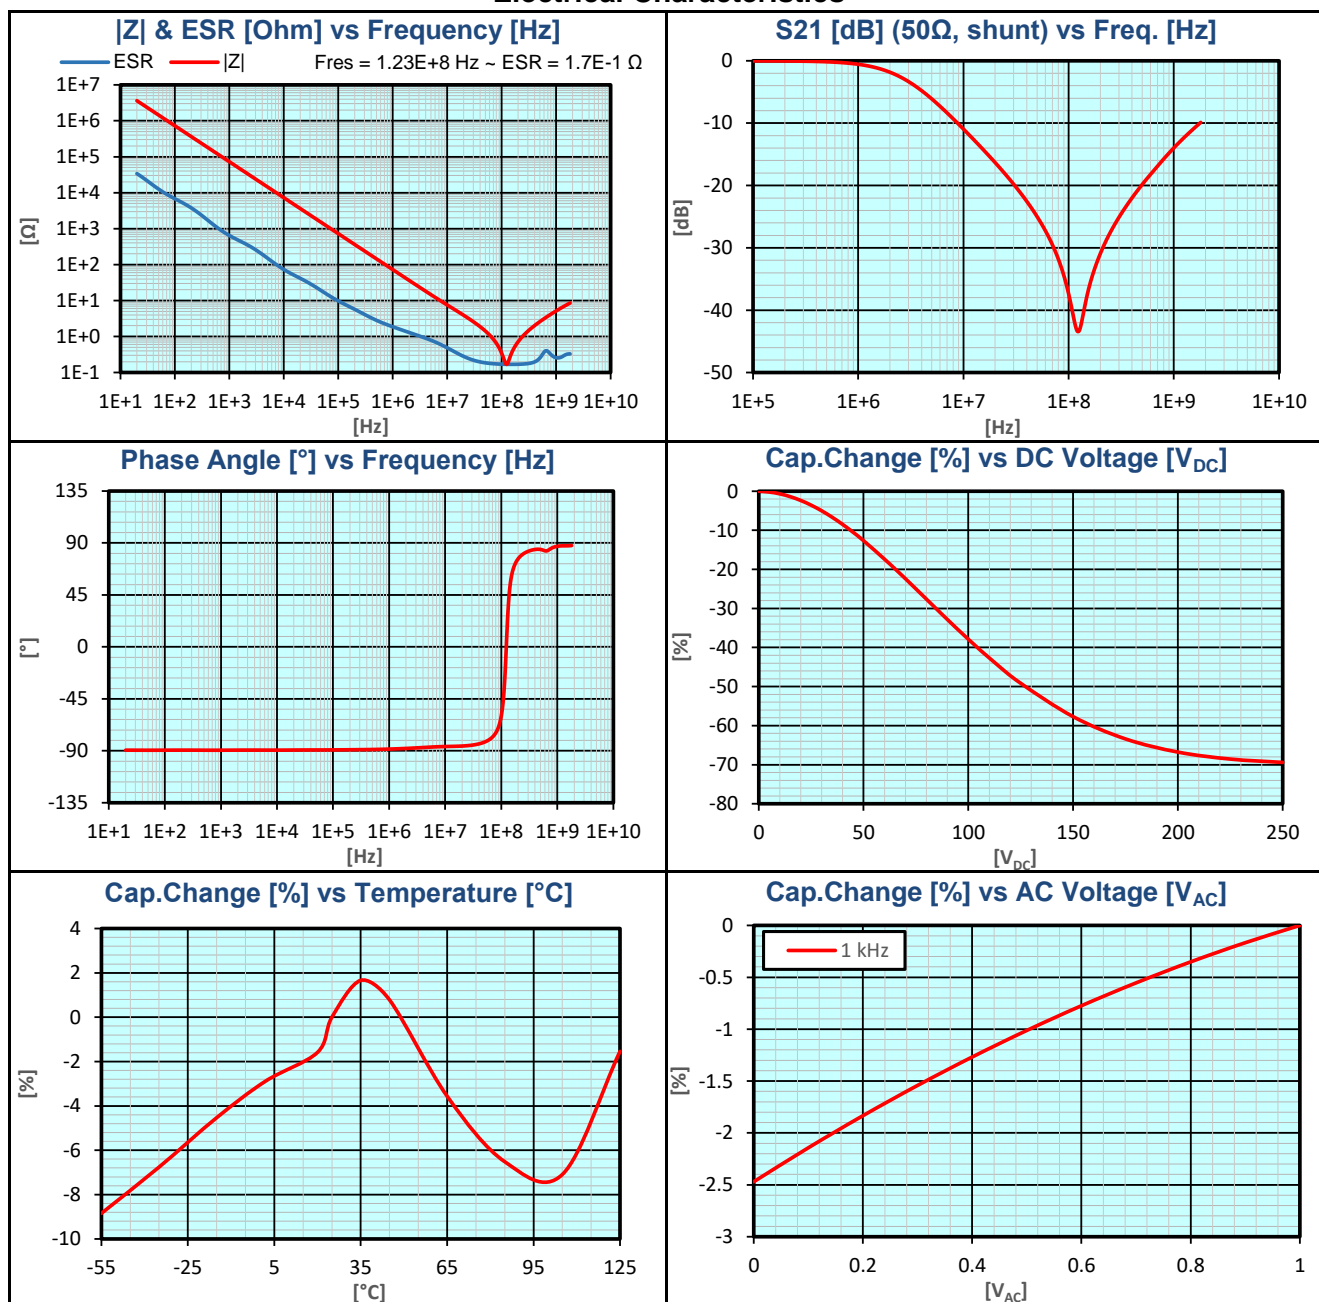 |Z| & ESR [Ohm] vs Frequency [Hz]
ESR |Z| Fres = 1.23E+8 Hz ~ ESR = 1.7E-1 Ω
1E+7
1E+6
1E+5
1E+4
1E+3
1E+2
1E+1
1E+0
1E-1
[Ω]
1E+1 1E+2 1E+3 1E+4 1E+5 1E+6 1E+7 1E+8 1E+9 1E+10
[Hz]
S21 [dB] (50Ω, shunt) vs Freq. [Hz]
0
-10
-20
-30
-40
-50
[dB]
1E+5 1E+6 1E+7 1E+8 1E+9 1E+10
[Hz]
Phase Angle [°] vs Frequency [Hz]
135
90
45
0
-45
-90
-135
[°]
1E+1 1E+2 1E+3 1E+4 1E+5 1E+6 1E+7 1E+8 1E+9 1E+10
[Hz]
Cap.Change [%] vs DC Voltage [VDC]
0
-10
-20
-30
-40
-50
-60
-70
-80
[%]
0 50 100 150 200 250
[VDC]
Cap.Change [%] vs Temperature [°C]
4
2
0
-2
-4
-6
-8
-10
[%]
-55 -25 5 35 65 95 125
[°C]
Cap.Change [%] vs AC Voltage [VAC]
1 kHz
0
-0.5
-1
-1.5
-2
-2.5
-3
[%]
0 0.2 0.4 0.6 0.8 1
[VAC]